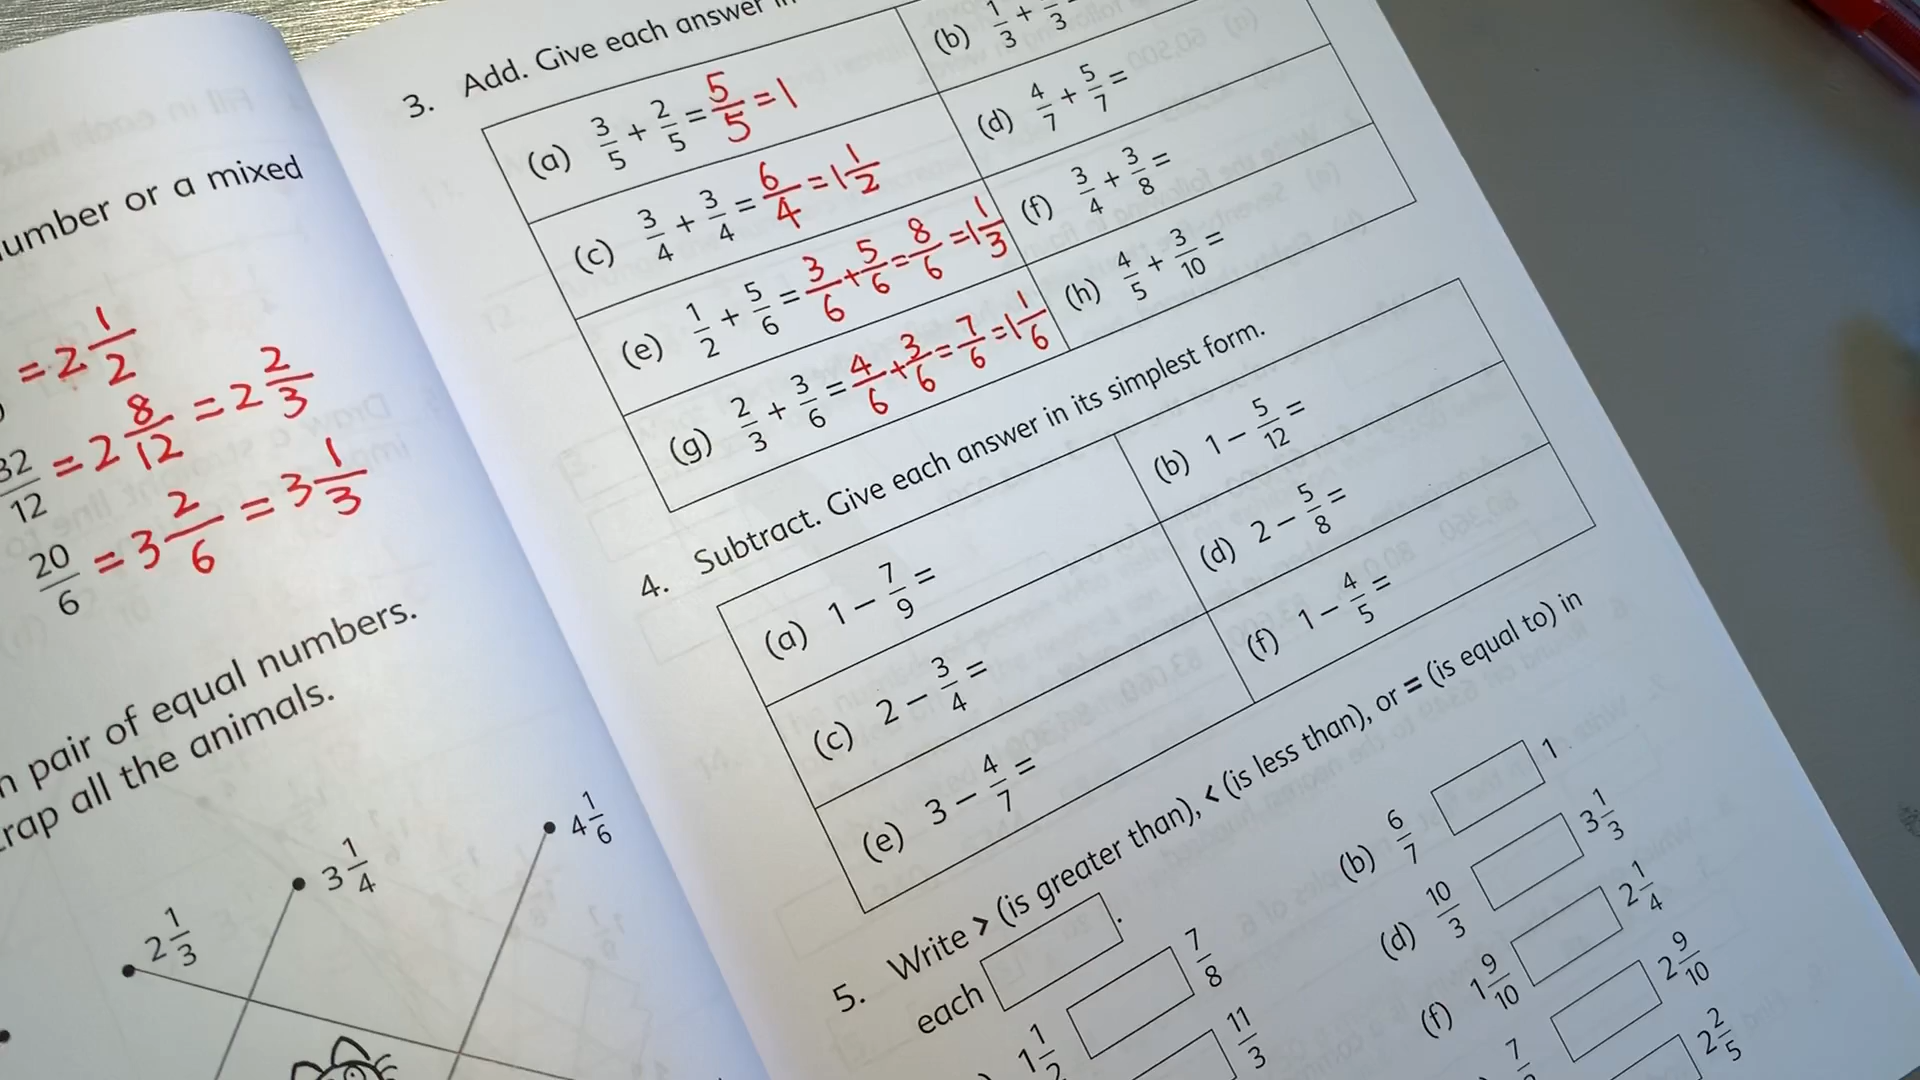 umber or a mixed
= 2 1/2
32/12 = 2 8/12 = 2 2/3
20/6 = 3 2/6 = 3 1/3
pair of equal numbers.
all the animals.
2 1/3
3 1/4
4 1/6
3. Add. Give each answer
(a) 3/5 + 2/5 = 5/5 = 1
(b) 1/3 + /3
(c) 3/4 + 3/4 = 6/4 = 1 1/2
(d) 4/7 + 5/7 =
(e) 1/2 + 5/6 = 3/6 + 5/6 = 8/6 = 1 1/3
(f) 3/4 + 3/8 =
(g) 2/3 + 3/6 = 4/6 + 3/6 = 7/6 = 1 1/6
(h) 4/5 + 3/10 =
4. Subtract. Give each answer in its simplest form.
(a) 1 − 7/9 =
(b) 1 − 5/12 =
(c) 2 − 3/4 =
(d) 2 − 5/8 =
(e) 3 − 4/7 =
(f) 1 − 4/5 =
5. Write > (is greater than), < (is less than), or = (is equal to) in
each .
1 1/2 7/8
(b) 6/7 1
11/3
(d) 10/3 3 1/3
(f) 1 9/10 2 1/4
2 9/10
2 2/5